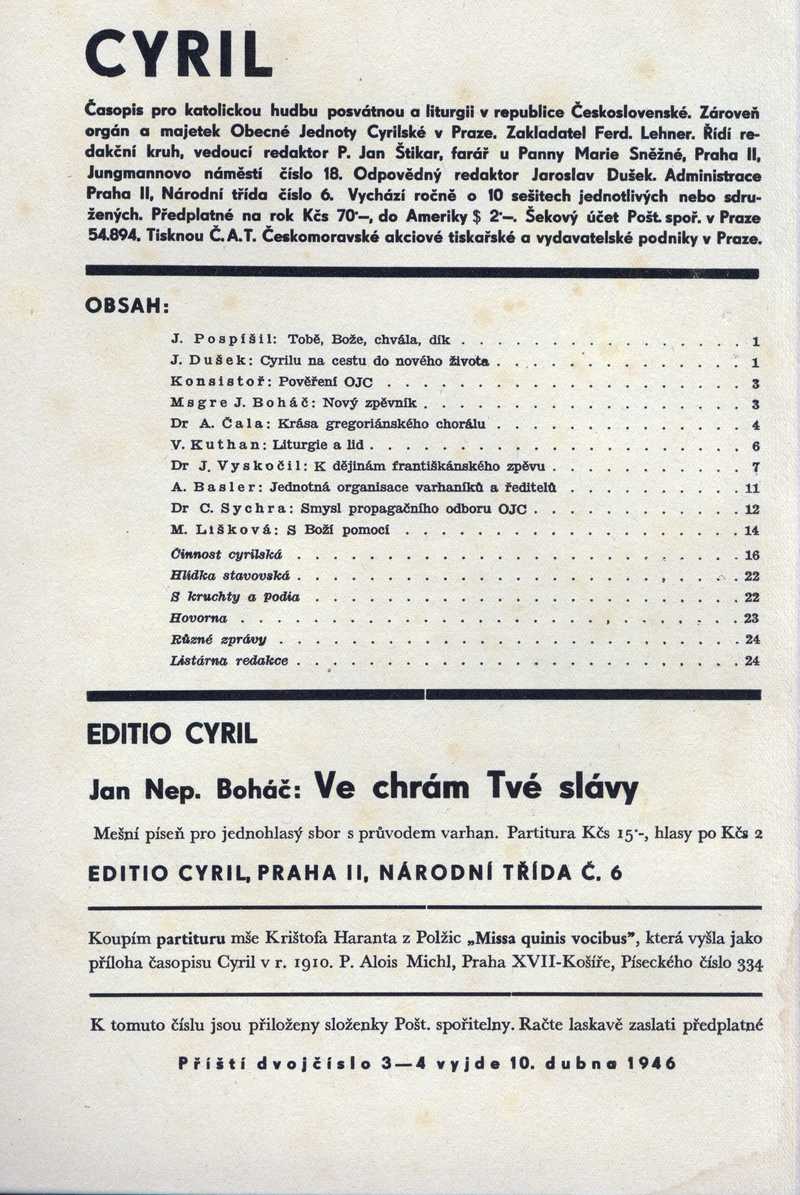 CYRIL
Časopis pro katolickou hudbu posvátnou a liturgii v republice Československé. Zároveň
orgán a majetek Obecné Jednoty Cyrilské v Praze. Zakladatel Ferd. Lehner. Řídí re-
dakční kruh, vedoucí redaktor P. Jan Štikar, farář u Panny Marie Sněžné, Praha II,
Jungmannovo náměstí číslo 18. Odpovědný redaktor Jaroslav Dušek. Administrace
Praha II, Národní třída číslo 6. Vychází ročně o 10 sešitech jednotlivých nebo sdru-
žených. Předplatné na rok Kčs 70·–, do Ameriky $ 2·–. Šekový účet Pošt. spoř. v Praze
54.894. Tisknou Č.A.T. Českomoravské akciové tiskařské a vydavatelské podniky v Praze.
OBSAH:
J. Pospíšil: Tobě, Bože, chvála, dík . . . . . . . . . . . . . . . . 1
J. Dušek: Cyrilu na cestu do nového života . . . . . . . . . . . . . . 1
Konsistoř: Pověření OJC . . . . . . . . . . . . . . . . . . . . 3
Msgre J. Boháč: Nový zpěvník . . . . . . . . . . . . . . . . . . 3
Dr A. Čala: Krása gregoriánského chorálu . . . . . . . . . . . . . . 4
V. Kuthan: Liturgie a lid . . . . . . . . . . . . . . . . . . . . . 6
Dr J. Vyskočil: K dějinám františkánského zpěvu . . . . . . . . . . . 7
A. Basler: Jednotná organisace varhaníků a ředitelů . . . . . . . . . . 11
Dr C. Sychra: Smysl propagačního odboru OJC . . . . . . . . . . . . 12
M. Lišková: S Boží pomocí . . . . . . . . . . . . . . . . . . . 14
Činnost cyrilská . . . . . . . . . . . . . . . . . . . . . . . . . 16
Hlídka stavovská . . . . . . . . . . . . . . . . . . . . . . . . . 22
S kruchty a podia . . . . . . . . . . . . . . . . . . . . . . . . 22
Hovorna . . . . . . . . . . . . . . . . . . . . . . . . . . . . 23
Různé zprávy . . . . . . . . . . . . . . . . . . . . . . . . . . 24
Listárna redakce . . . . . . . . . . . . . . . . . . . . . . . . . 24
EDITIO CYRIL
Jan Nep. Boháč: Ve chrám Tvé slávy
Mešní píseň pro jednohlasý sbor s průvodem varhan. Partitura Kčs 15·-, hlasy po Kčs 2
EDITIO CYRIL, PRAHA II, NÁRODNÍ TŘÍDA Č. 6
Koupím partituru mše Krištofa Haranta z Polžic „Missa quinis vocibus”, která vyšla jako
příloha časopisu Cyril v r. 1910. P. Alois Michl, Praha XVII-Košíře, Píseckého číslo 334
K tomuto číslu jsou přiloženy složenky Pošt. spořitelny. Račte laskavě zaslati předplatné
Příští dvojčíslo 3—4 vyjde 10. dubna 1946